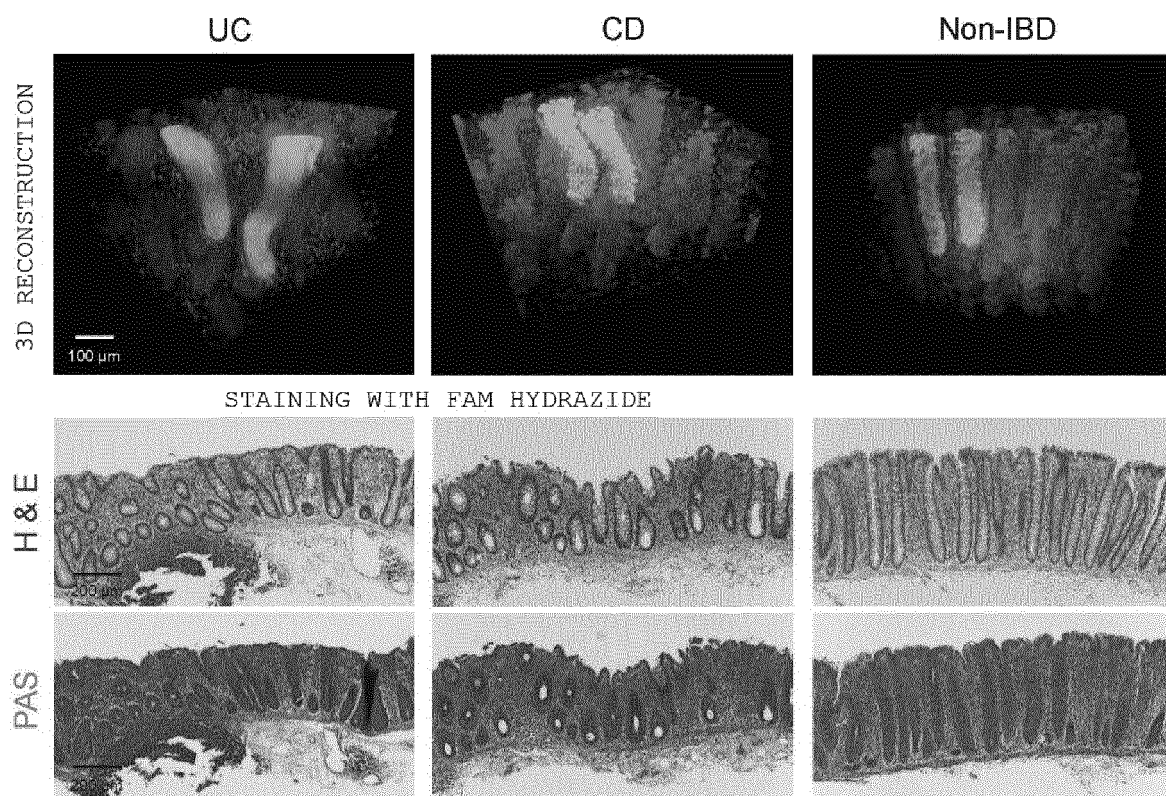 UC CD Non-IBD
3D RECONSTRUCTION
100 µm
STAINING WITH FAM HYDRAZIDE
H & E
200 µm
PAS